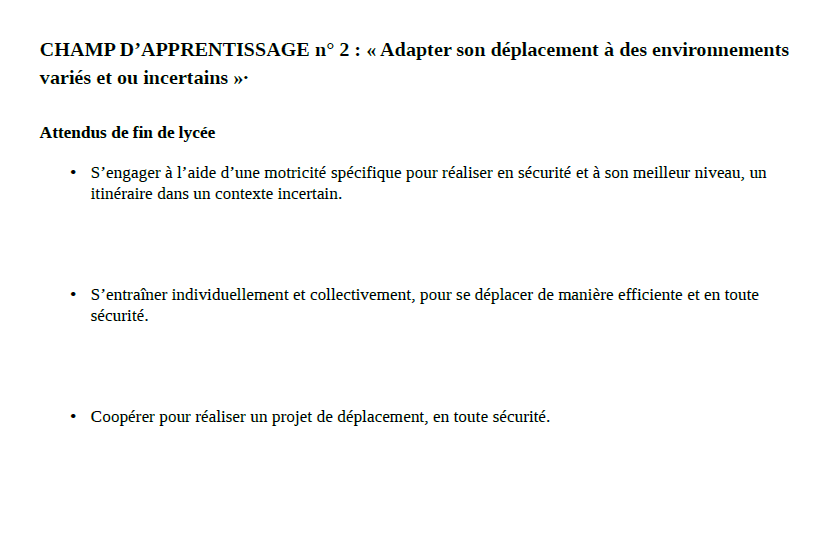 CHAMP D’APPRENTISSAGE n° 2 : « Adapter son déplacement à des environnements
variés et ou incertains »·
Attendus de fin de lycée
• S’engager à l’aide d’une motricité spécifique pour réaliser en sécurité et à son meilleur niveau, un
itinéraire dans un contexte incertain.
• S’entraîner individuellement et collectivement, pour se déplacer de manière efficiente et en toute
sécurité.
• Coopérer pour réaliser un projet de déplacement, en toute sécurité.